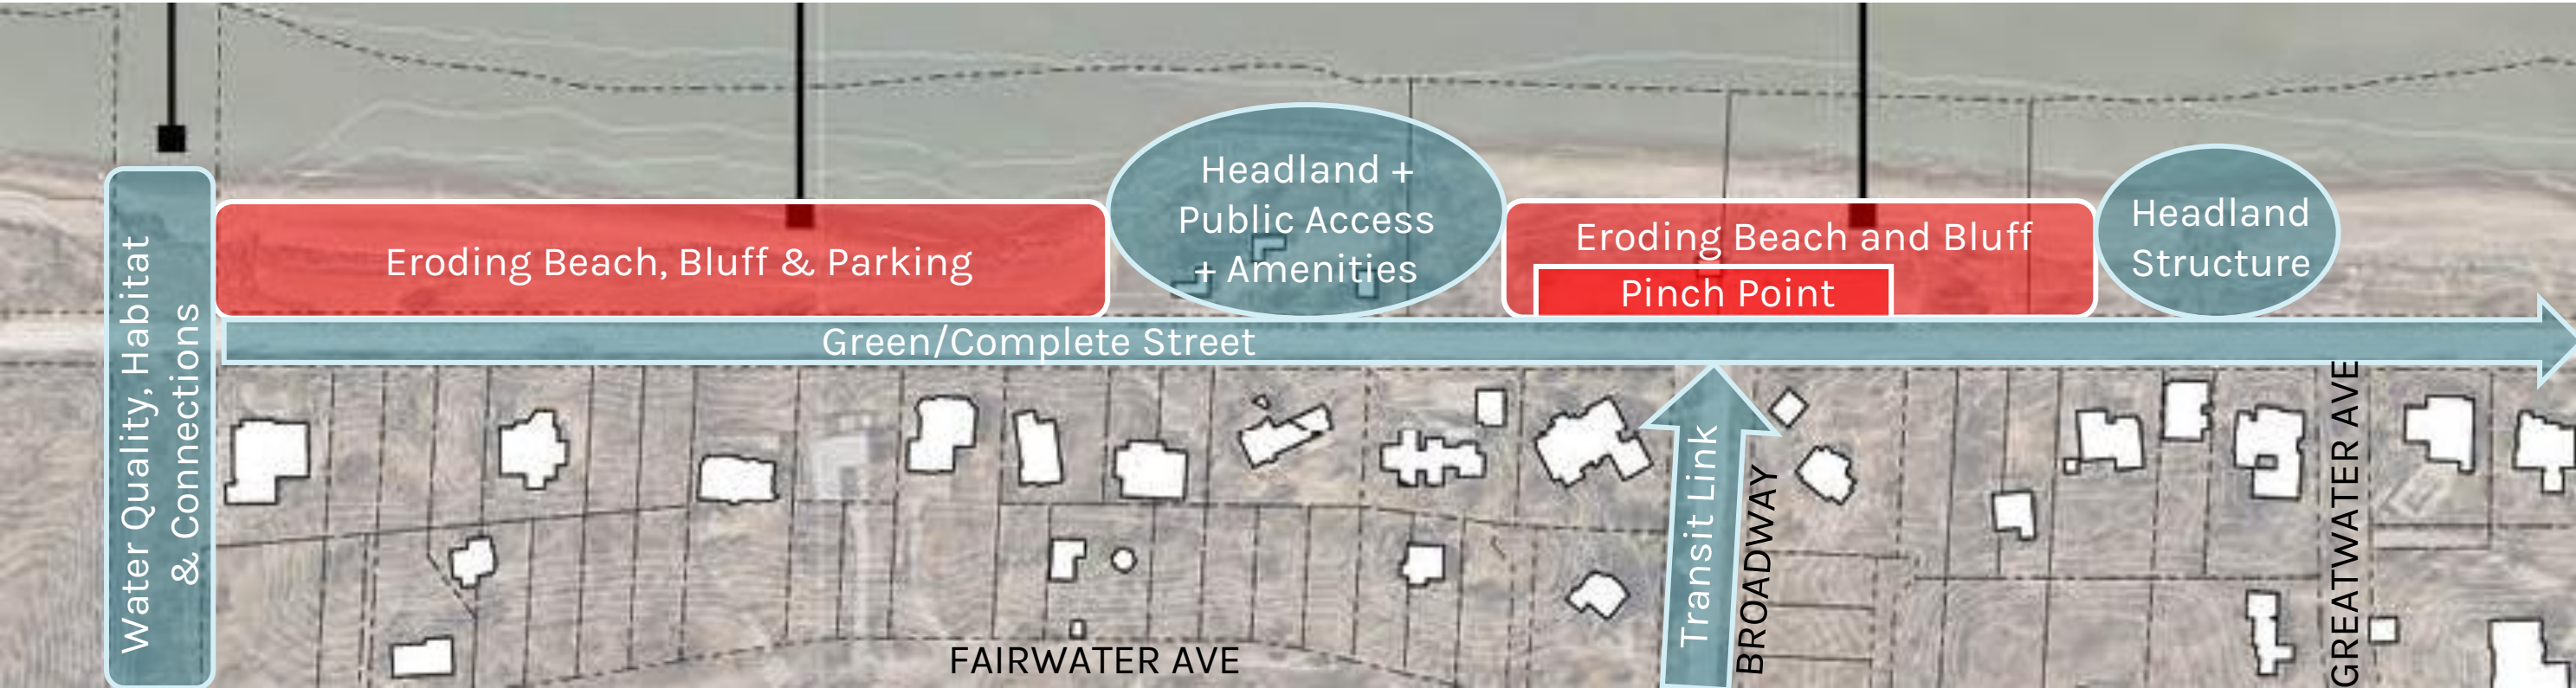 Water Quality, Habitat
& Connections
Eroding Beach, Bluff & Parking
Headland +
Public Access
+ Amenities
Eroding Beach and Bluff
Pinch Point
Headland
Structure
Green/Complete Street
Transit Link
BROADWAY
GREATWATER AVE
FAIRWATER AVE